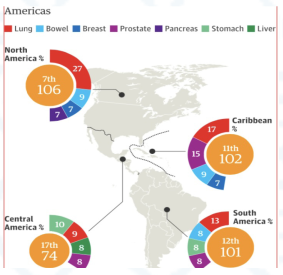 Americas
Lung Bowel Breast Prostate Pancreas Stomach Liver
North
America %
27
9
7
7
7th
106
Caribbean
%
17
15
9
7
11th
102
Central
America %
10
9
8
8
17th
74
South
America %
13
8
8
8
12th
101